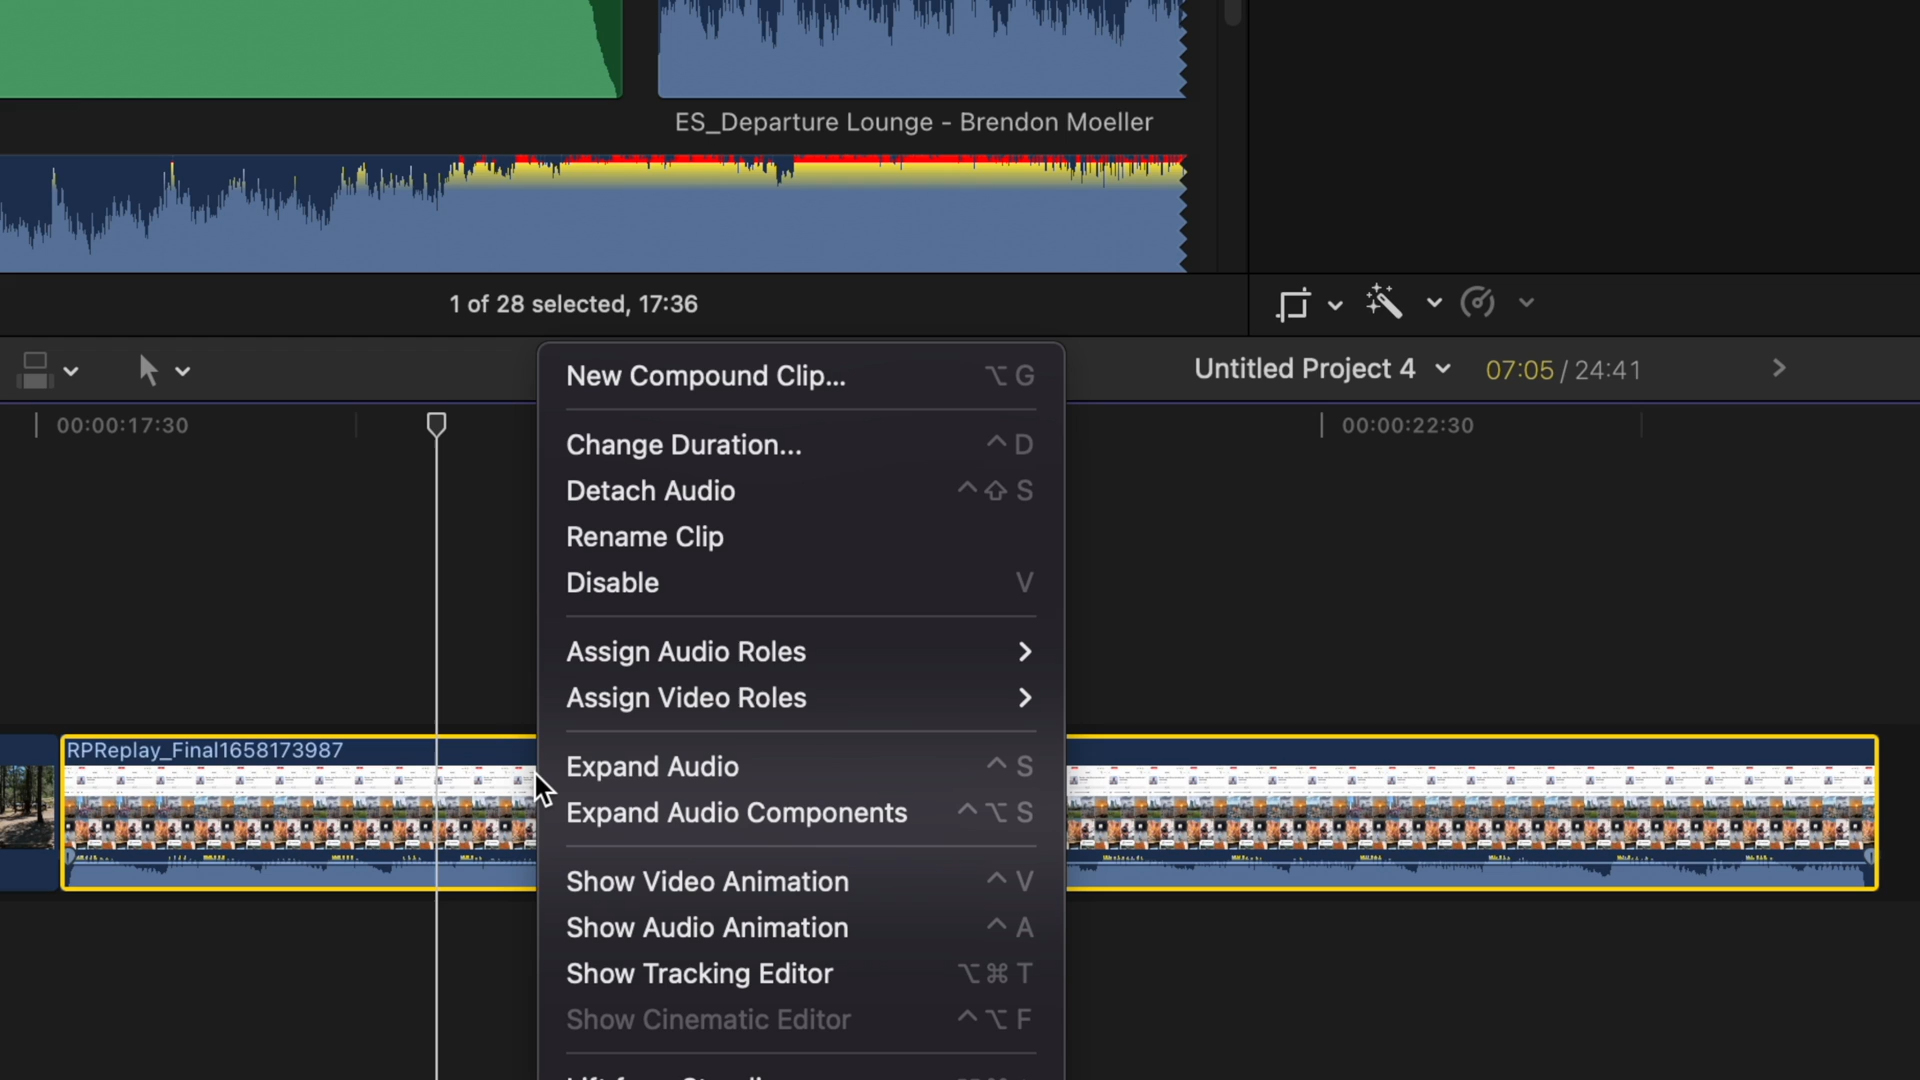 ES_Departure Lounge - Brendon Moeller
1 of 28 selected, 17:36
Untitled Project 4
07:05 / 24:41
00:00:17:30
00:00:22:30
New Compound Clip... ⌥ G
Change Duration... ^ D
Detach Audio ^ ⇧ S
Rename Clip
Disable V
Assign Audio Roles
Assign Video Roles
Expand Audio ^ S
Expand Audio Components ^ ⌥ S
Show Video Animation ^ V
Show Audio Animation ^ A
Show Tracking Editor ⌥ ⌘ T
Show Cinematic Editor ^ ⌥ F
RPReplay_Final1658173987